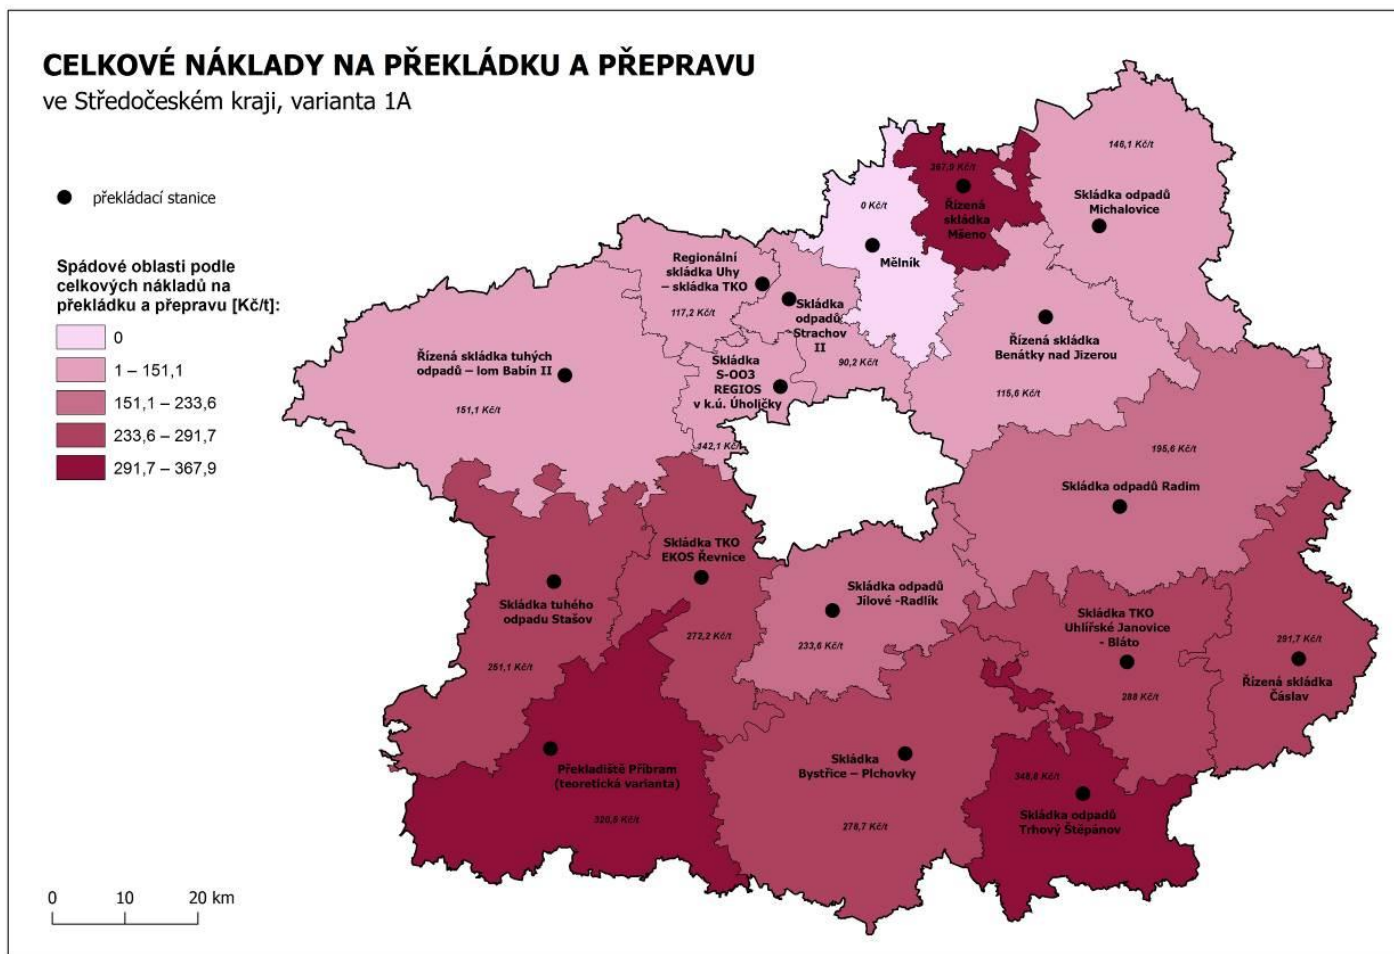 CELKOVÉ NÁKLADY NA PŘEKLÁDKU A PŘEPRAVU
ve Středočeském kraji, varianta 1A
překládací stanice
Spádové oblasti podle
celkových nákladů na
překládku a přepravu [Kč/t]:
0
1 – 151,1
151,1 – 233,6
233,6 – 291,7
291,7 – 367,9
0 10 20 km
146,1 Kč/t
Skládka odpadů
Michalovice
367,9 Kč/t
Řízená
skládka
Mšeno
0 Kč/t
Mělník
Regionální
skládka Uhy
– skládka TKO
117,2 Kč/t
Skládka
odpadů
Strachov
II
90,2 Kč/t
Řízená skládka
Benátky nad Jizerou
115,6 Kč/t
Řízená skládka tuhých
odpadů – lom Babín II
151,1 Kč/t
Skládka
S-OO3
REGIOS
v k.ú. Úholičky
142,1 Kč/t
195,6 Kč/t
Skládka odpadů Radim
Skládka TKO
EKOS Řevnice
272,2 Kč/t
Skládka tuhého
odpadu Stašov
251,1 Kč/t
Skládka odpadů
Jílové -Radlík
233,6 Kč/t
Skládka TKO
Uhlířské Janovice
- Bláto
288 Kč/t
291,7 Kč/t
Řízená skládka
Čáslav
Překladiště Příbram
(teoretická varianta)
Skládka
Bystřice – Plchovky
278,7 Kč/t
Skládka odpadů
Trhový Štěpánov